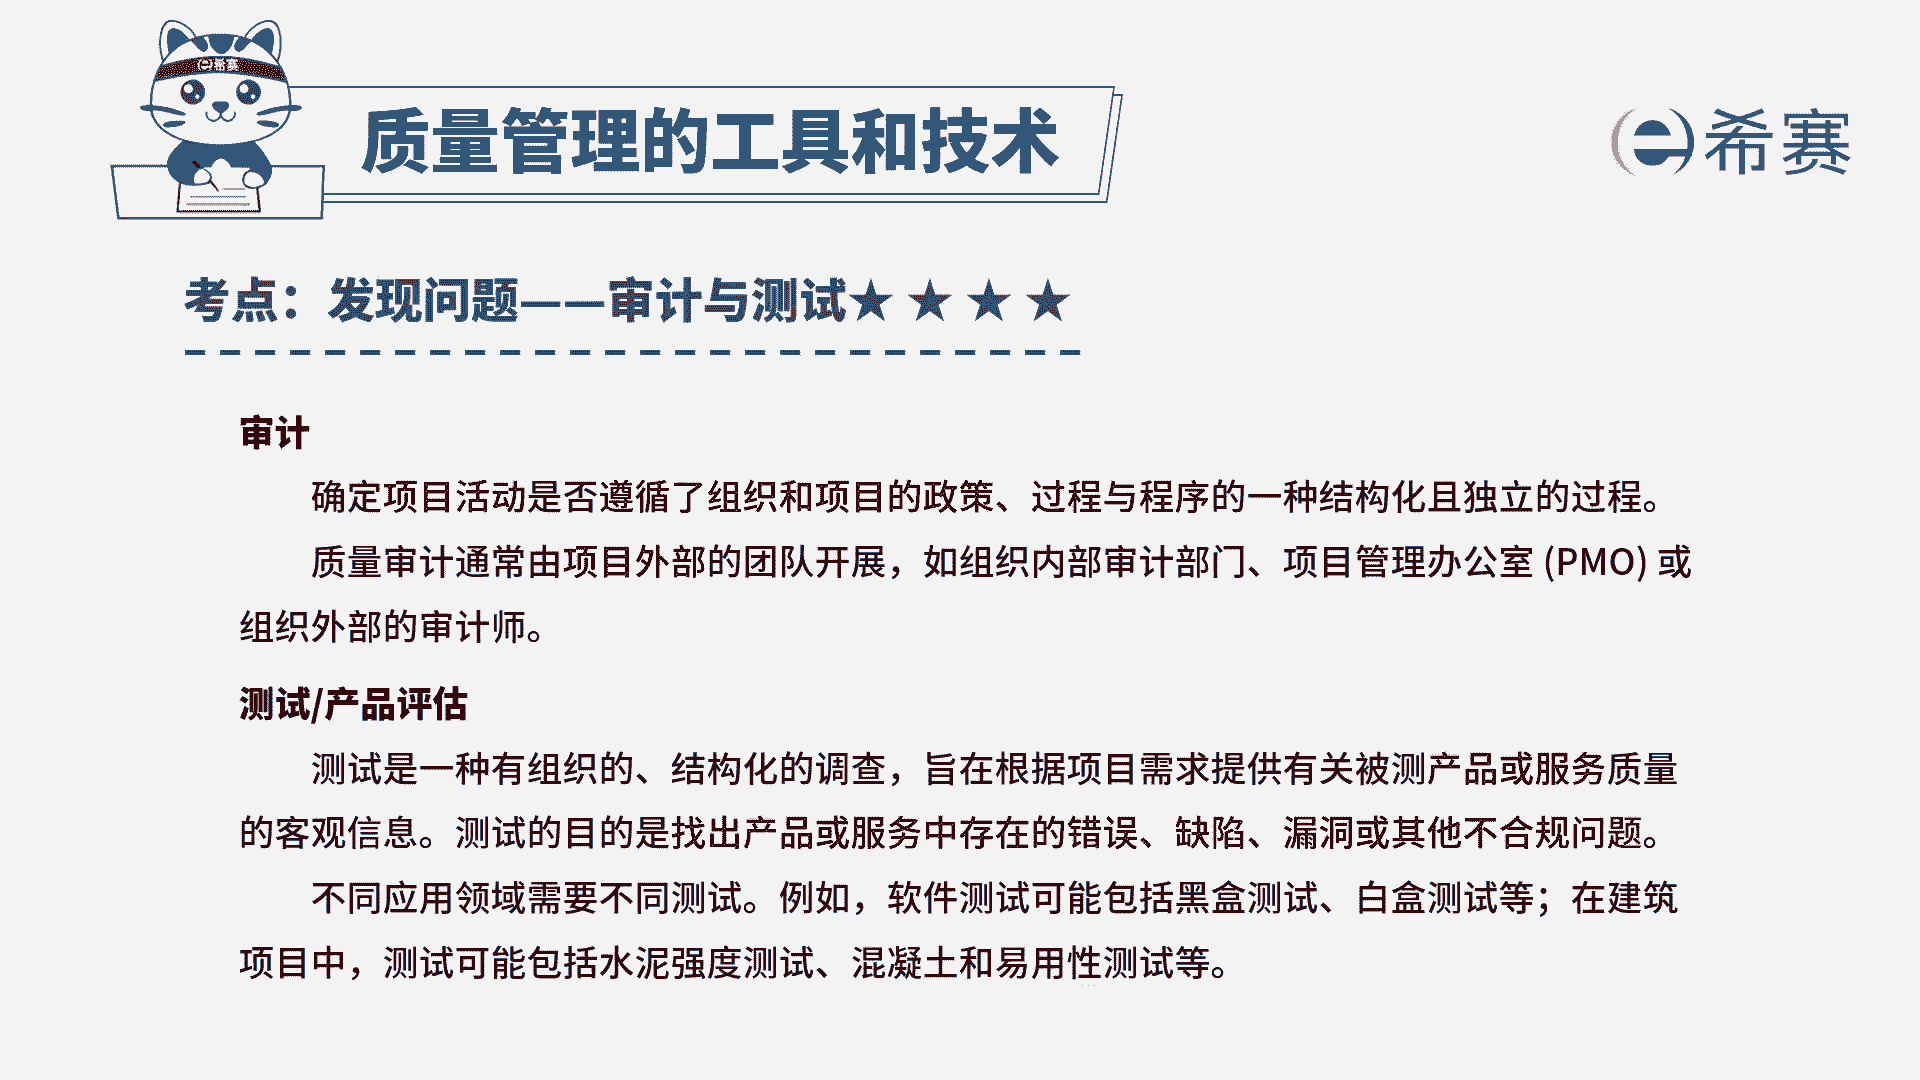 希赛
质量管理的工具和技术
希赛
考点：发现问题——审计与测试★ ★ ★ ★
审计
确定项目活动是否遵循了组织和项目的政策、过程与程序的一种结构化且独立的过程。
质量审计通常由项目外部的团队开展，如组织内部审计部门、项目管理办公室 (PMO) 或
组织外部的审计师。
测试/产品评估
测试是一种有组织的、结构化的调查，旨在根据项目需求提供有关被测产品或服务质量
的客观信息。测试的目的是找出产品或服务中存在的错误、缺陷、漏洞或其他不合规问题。
不同应用领域需要不同测试。例如，软件测试可能包括黑盒测试、白盒测试等；在建筑
项目中，测试可能包括水泥强度测试、混凝土和易用性测试等。